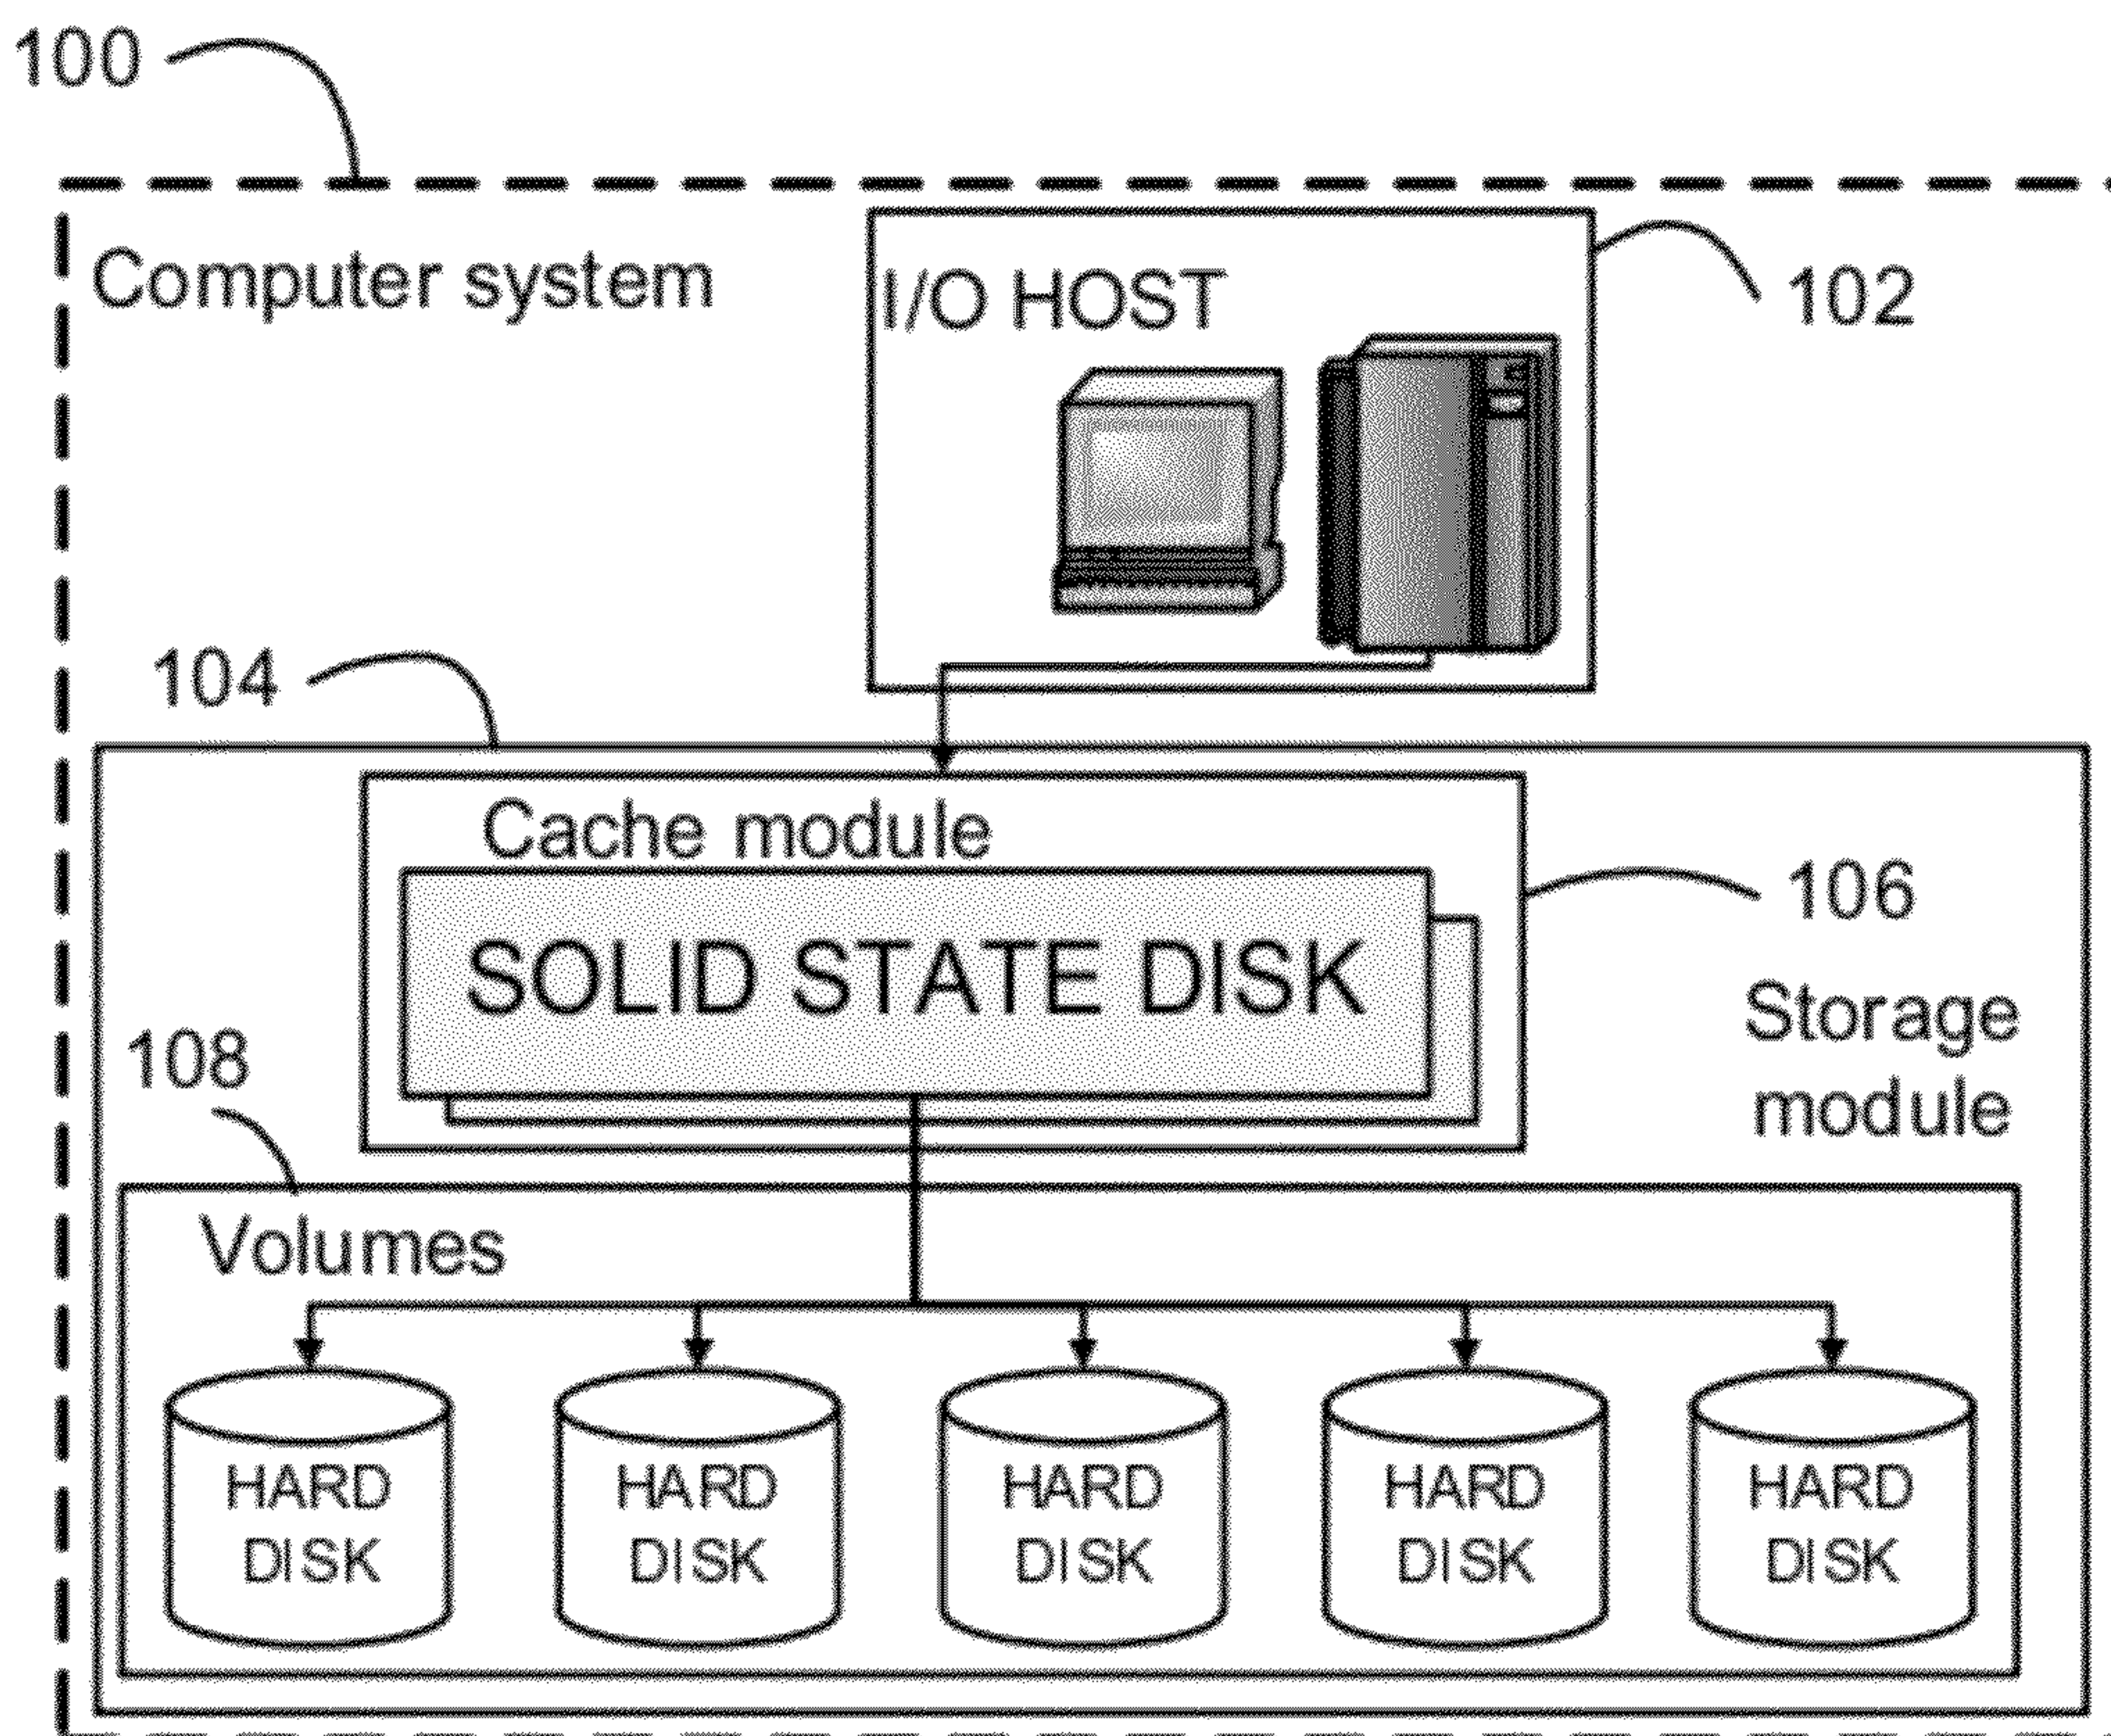 100
Computer system
I/O HOST
102
104
Cache module
106
SOLID STATE DISK
Storage
module
108
Volumes
HARD
DISK
HARD
DISK
HARD
DISK
HARD
DISK
HARD
DISK